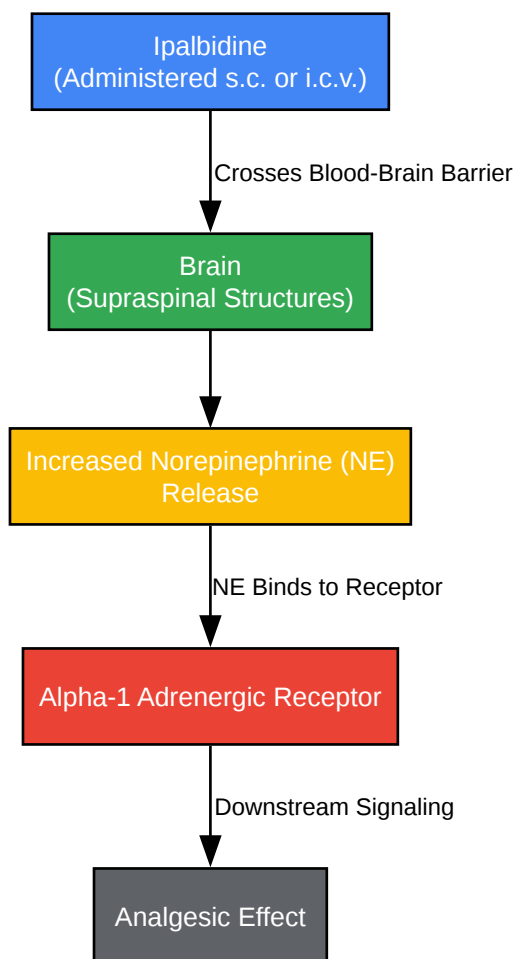 Ipalbidine
(Administered s.c. or i.c.v.)
Crosses Blood-Brain Barrier
Brain
(Supraspinal Structures)
Increased Norepinephrine (NE)
Release
NE Binds to Receptor
Alpha-1 Adrenergic Receptor
Downstream Signaling
Analgesic Effect